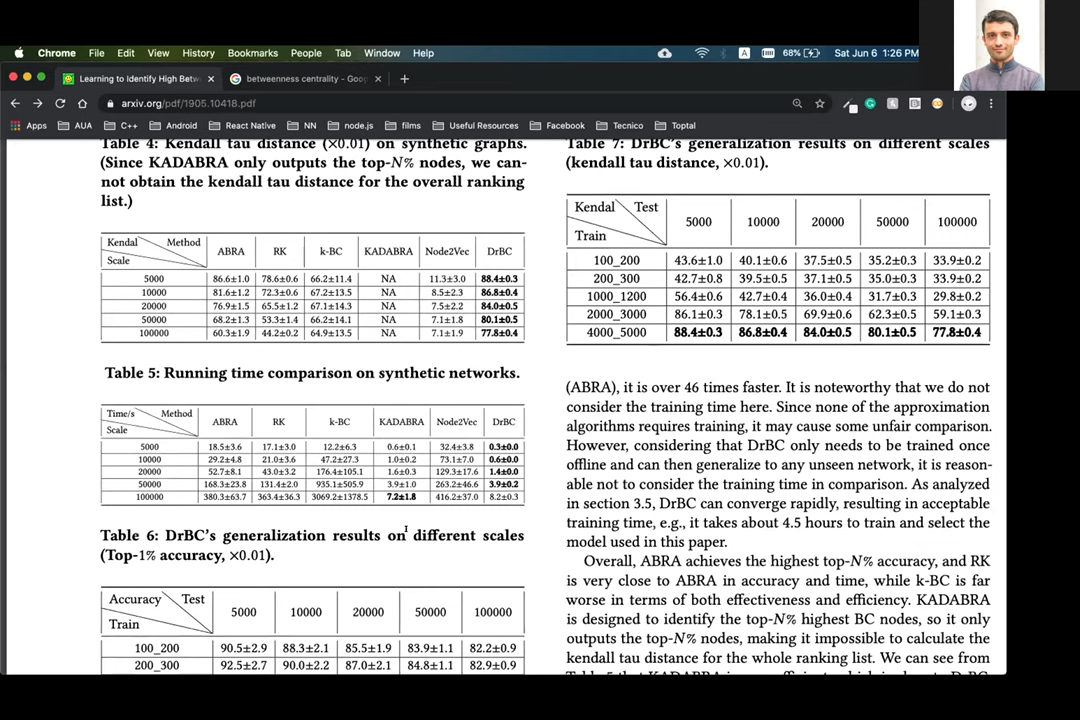 Chrome File Edit View History Bookmarks People Tab Window Help A 68% Sat Jun 6 1:26 PM
Learning to Identify High Betw × betweenness centrality - Goo × +
arxiv.org/pdf/1905.10418.pdf
Apps AUA C++ Android React Native NN node.js films Useful Resources Facebook Tecnico Toptal
Table 4: Kendall tau distance (×0.01) on synthetic graphs.
(Since KADABRA only outputs the top-N% nodes, we can-
not obtain the kendall tau distance for the overall ranking
list.)
Kendal Method
Scale
ABRA RK k-BC KADABRA Node2Vec DrBC
5000 86.6±1.0 78.6±0.6 66.2±11.4 NA 11.3±3.0 88.4±0.3
10000 81.6±1.2 72.3±0.6 67.2±13.5 NA 8.5±2.3 86.8±0.4
20000 76.9±1.5 65.5±1.2 67.1±14.3 NA 7.5±2.2 84.0±0.5
50000 68.2±1.3 53.3±1.4 66.2±14.1 NA 7.1±1.8 80.1±0.5
100000 60.3±1.9 44.2±0.2 64.9±13.5 NA 7.1±1.9 77.8±0.4
Table 5: Running time comparison on synthetic networks.
Time/s Method
Scale
ABRA RK k-BC KADABRA Node2Vec DrBC
5000 18.5±3.6 17.1±3.0 12.2±6.3 0.6±0.1 32.4±3.8 0.3±0.0
10000 29.2±4.8 21.0±3.6 47.2±27.3 1.0±0.2 73.1±7.0 0.6±0.0
20000 52.7±8.1 43.0±3.2 176.4±105.1 1.6±0.3 129.3±17.6 1.4±0.0
50000 168.3±23.8 131.4±2.0 935.1±505.9 3.9±1.0 263.2±46.6 3.9±0.2
100000 380.3±63.7 363.4±36.3 3069.2±1378.5 7.2±1.8 416.2±37.0 8.2±0.3
Table 6: DrBC's generalization results on different scales
(Top-1% accuracy, ×0.01).
Accuracy Test
Train
5000 10000 20000 50000 100000
100_200 90.5±2.9 88.3±2.1 85.5±1.9 83.9±1.1 82.2±0.9
200_300 92.5±2.7 90.0±2.2 87.0±2.1 84.8±1.1 82.9±0.9
Table 7: DrBC's generalization results on different scales
(kendall tau distance, ×0.01).
Kendal Test
Train
5000 10000 20000 50000 100000
100_200 43.6±1.0 40.1±0.6 37.5±0.5 35.2±0.3 33.9±0.2
200_300 42.7±0.8 39.5±0.5 37.1±0.5 35.0±0.3 33.9±0.2
1000_1200 56.4±0.6 42.7±0.4 36.0±0.4 31.7±0.3 29.8±0.2
2000_3000 86.1±0.3 78.1±0.5 69.9±0.6 62.3±0.5 59.1±0.3
4000_5000 88.4±0.3 86.8±0.4 84.0±0.5 80.1±0.5 77.8±0.4
(ABRA), it is over 46 times faster. It is noteworthy that we do not
consider the training time here. Since none of the approximation
algorithms requires training, it may cause some unfair comparison.
However, considering that DrBC only needs to be trained once
offline and can then generalize to any unseen network, it is reason-
able not to consider the training time in comparison. As analyzed
in section 3.5, DrBC can converge rapidly, resulting in acceptable
training time, e.g., it takes about 4.5 hours to train and select the
model used in this paper.
Overall, ABRA achieves the highest top-N% accuracy, and RK
is very close to ABRA in accuracy and time, while k-BC is far
worse in terms of both effectiveness and efficiency. KADABRA
is designed to identify the top-N% highest BC nodes, so it only
outputs the top-N% nodes, making it impossible to calculate the
kendall tau distance for the whole ranking list. We can see from